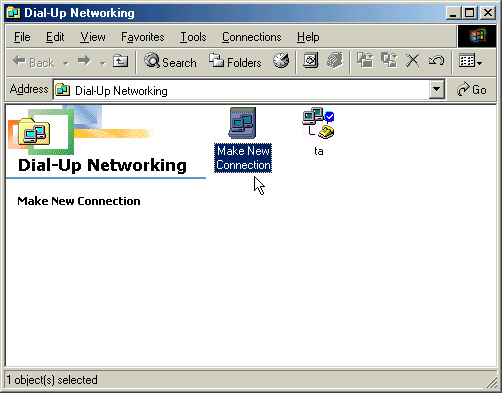 Dial-Up Networking
File Edit View Favorites Tools Connections Help
Back Search Folders
Address Dial-Up Networking Go
Make New
Connection
ta
Dial-Up Networking
Make New Connection
1 object(s) selected